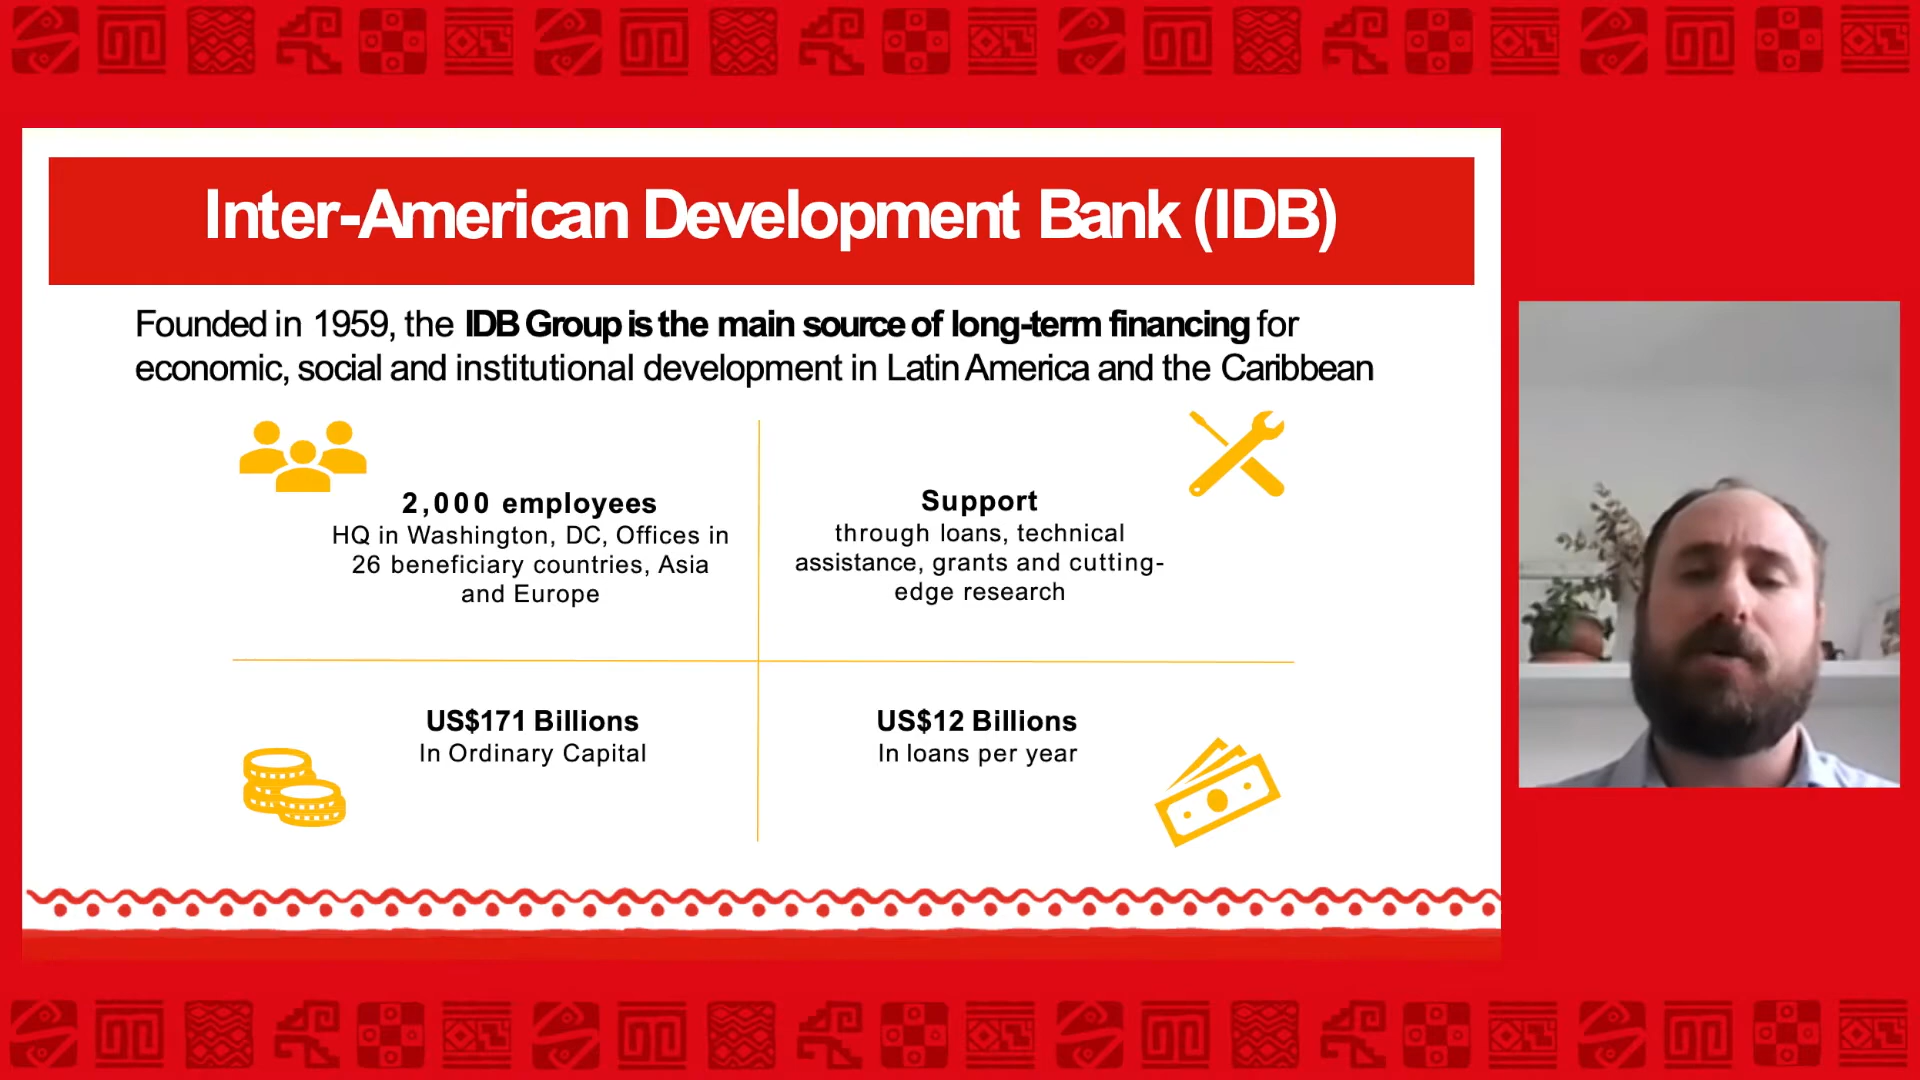 Inter-American Development Bank (IDB)
Founded in 1959, the IDB Group is the main source of long-term financing for
economic, social and institutional development in Latin America and the Caribbean
2,000 employees
HQ in Washington, DC, Offices in
26 beneficiary countries, Asia
and Europe
Support
through loans, technical
assistance, grants and cutting-
edge research
US$171 Billions
In Ordinary Capital
US$12 Billions
In loans per year